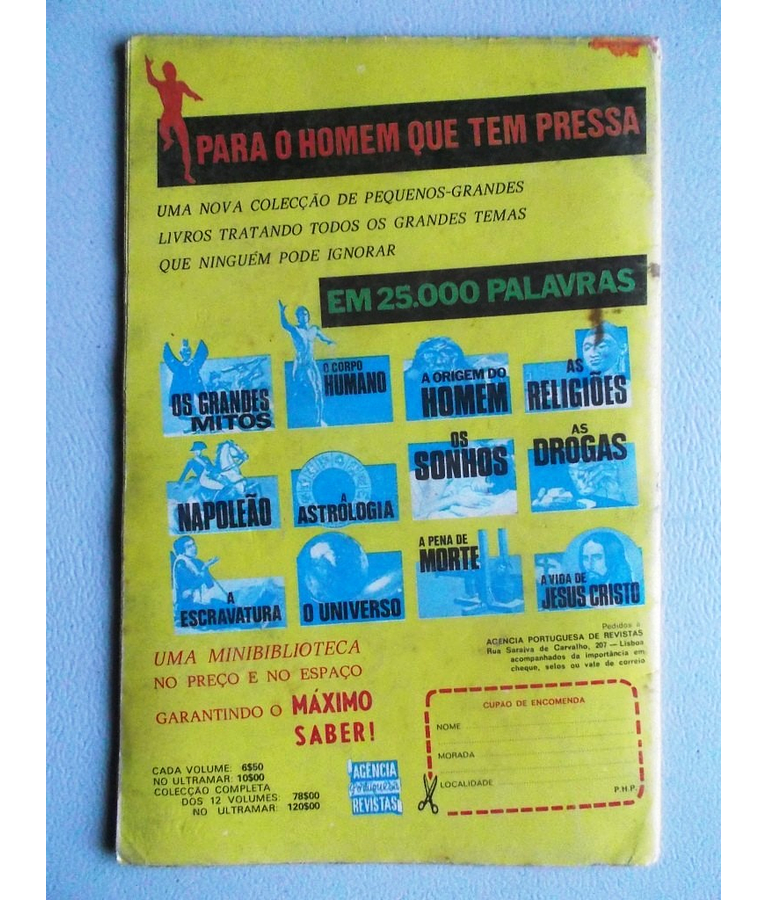 PARA O HOMEM QUE TEM PRESSA
UMA NOVA COLECÇÃO DE PEQUENOS-GRANDES
LIVROS TRATANDO TODOS OS GRANDES TEMAS
QUE NINGUÉM PODE IGNORAR
EM 25.000 PALAVRAS
OS GRANDES
MITOS
O CORPO
HUMANO
A ORIGEM DO
HOMEM
AS
RELIGIÕES
NAPOLEÃO
A
ASTROLOGIA
OS
SONHOS
AS
DROGAS
A
ESCRAVATURA
O UNIVERSO
A PENA DE
MORTE
A VIDA DE
JESUS CRISTO
UMA MINIBIBLIOTECA
NO PREÇO E NO ESPAÇO
GARANTINDO O MÁXIMO
SABER!
Pedidos a
AGENCIA PORTUGUESA DE REVISTAS
Rua Saraiva de Carvalho, 207 — Lisboa
acompanhados da importância em
cheque, selos ou vale de correio
CADA VOLUME: 6$50
NO ULTRAMAR: 10$00
COLECÇÃO COMPLETA
DOS 12 VOLUMES: 78$00
NO ULTRAMAR: 120$00
AGÊNCIA
Portuguesa
REVISTAS
CUPÃO DE ENCOMENDA
NOME
MORADA
LOCALIDADE
P.H.P.